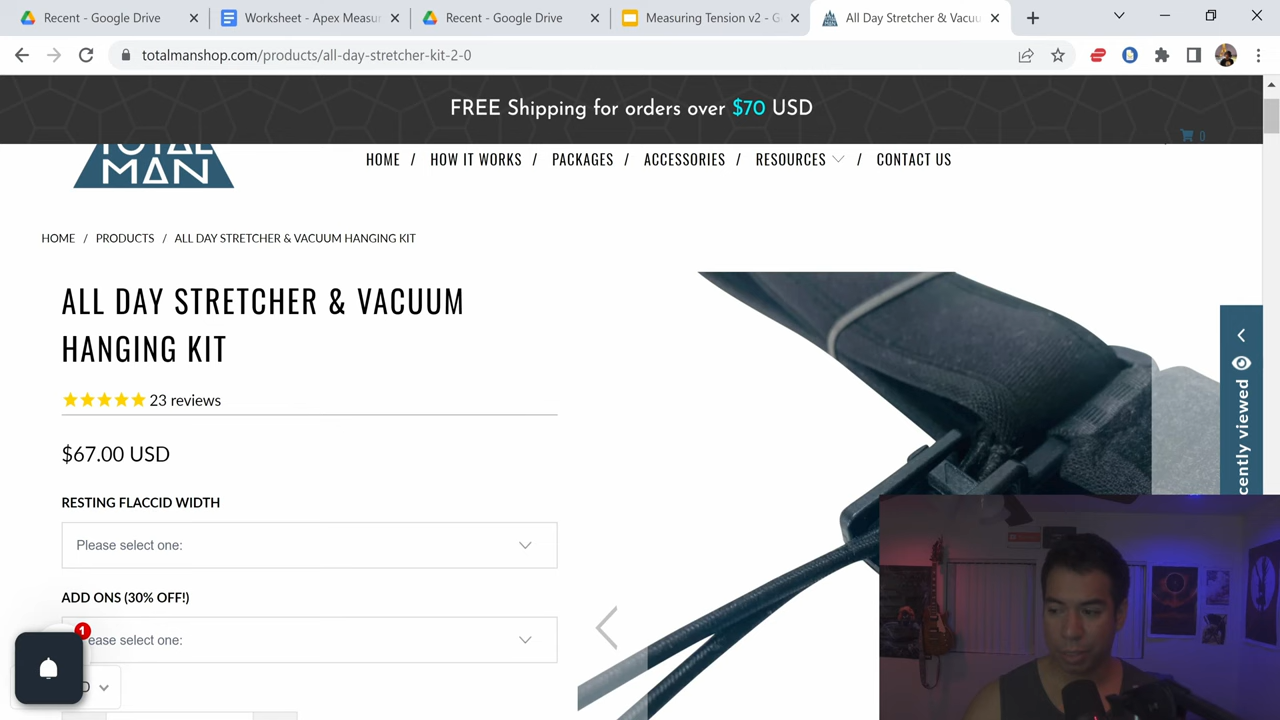 Recent - Google Drive
Worksheet - Apex Measur
Recent - Google Drive
Measuring Tension v2 - G
All Day Stretcher & Vacuu
totalmanshop.com/products/all-day-stretcher-kit-2-0
FREE Shipping for orders over $70 USD
0
TOTAL
MAN
HOME / HOW IT WORKS / PACKAGES / ACCESSORIES / RESOURCES / CONTACT US
HOME / PRODUCTS / ALL DAY STRETCHER & VACUUM HANGING KIT
ALL DAY STRETCHER & VACUUM
HANGING KIT
23 reviews
$67.00 USD
RESTING FLACCID WIDTH
Please select one:
ADD ONS (30% OFF!)
ease select one:
1
D
cently viewed